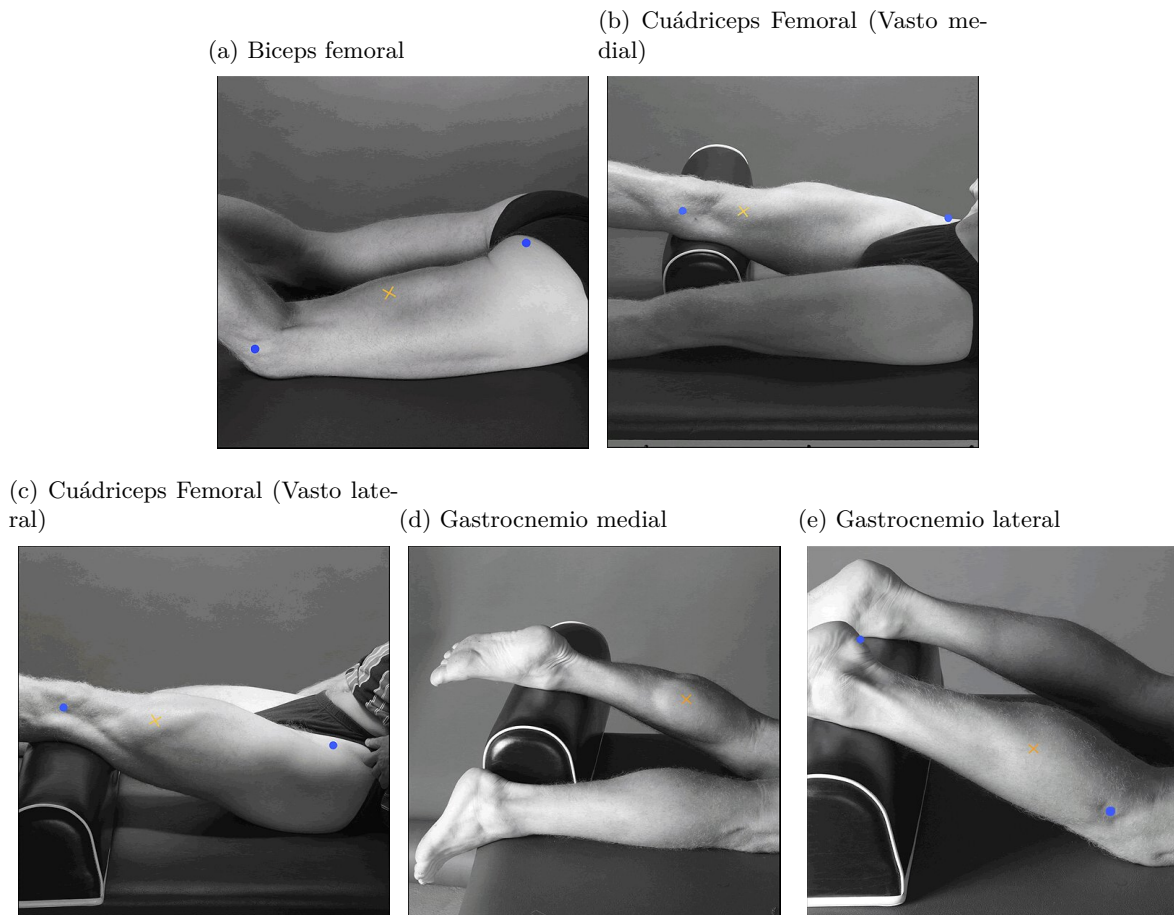 (b) Cuádriceps Femoral (Vasto me-
dial)
(a) Biceps femoral
(c) Cuádriceps Femoral (Vasto late-
ral)
(d) Gastrocnemio medial
(e) Gastrocnemio lateral